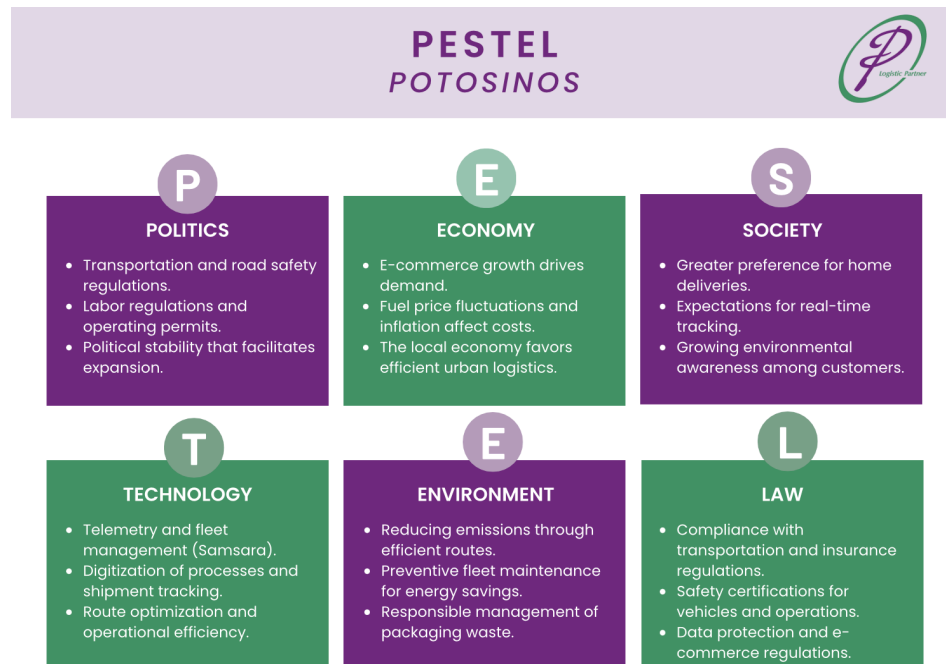 PESTEL
POTOSINOS
P
Logistic Partner
P
POLITICS
• Transportation and road safety
regulations.
• Labor regulations and
operating permits.
• Political stability that facilitates
expansion.
E
ECONOMY
• E-commerce growth drives
demand.
• Fuel price fluctuations and
inflation affect costs.
• The local economy favors
efficient urban logistics.
S
SOCIETY
• Greater preference for home
deliveries.
• Expectations for real-time
tracking.
• Growing environmental
awareness among customers.
T
TECHNOLOGY
• Telemetry and fleet
management (Samsara).
• Digitization of processes and
shipment tracking.
• Route optimization and
operational efficiency.
E
ENVIRONMENT
• Reducing emissions through
efficient routes.
• Preventive fleet maintenance
for energy savings.
• Responsible management of
packaging waste.
L
LAW
• Compliance with
transportation and insurance
regulations.
• Safety certifications for
vehicles and operations.
• Data protection and e-
commerce regulations.